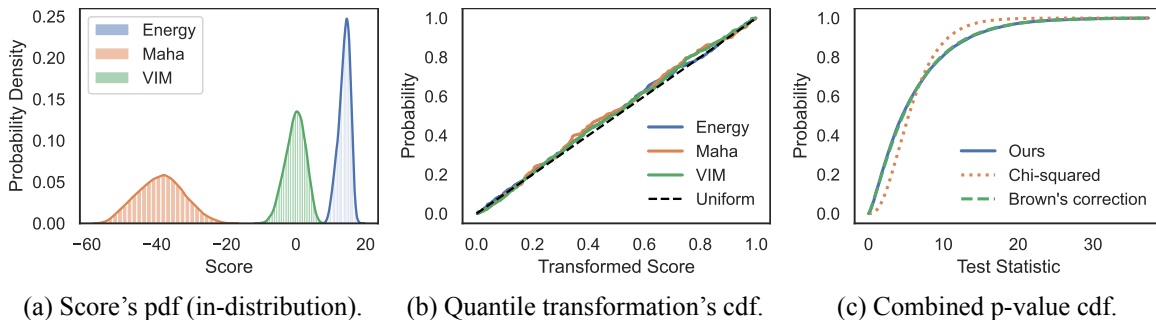 0.25
0.20
0.15
0.10
0.05
0.00
Probability Density
Energy
Maha
VIM
−60
−40
−20
0
20
Score
(a) Score's pdf (in-distribution).
1.0
0.8
0.6
0.4
0.2
0.0
Probability
Energy
Maha
VIM
Uniform
0.0
0.2
0.4
0.6
0.8
1.0
Transformed Score
(b) Quantile transformation's cdf.
1.0
0.8
0.6
0.4
0.2
0.0
Probability
Ours
Chi-squared
Brown's correction
0
10
20
30
Test Statistic
(c) Combined p-value cdf.